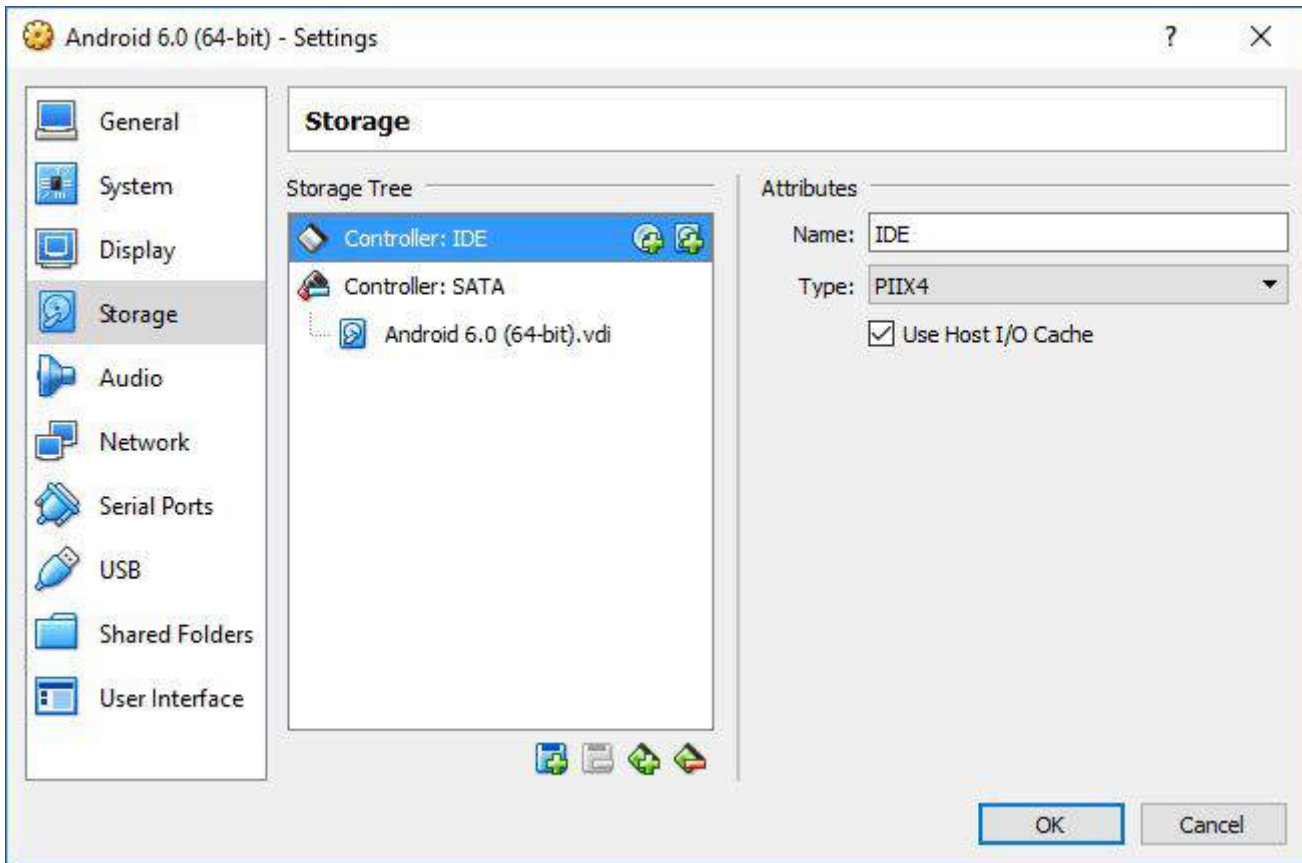 Android 6.0 (64-bit) - Settings
?
General
System
Display
Storage
Audio
Network
Serial Ports
USB
Shared Folders
User Interface
Storage
Storage Tree
Controller: IDE
Controller: SATA
Android 6.0 (64-bit).vdi
Attributes
Name: IDE
Type: PIIX4
Use Host I/O Cache
OK
Cancel